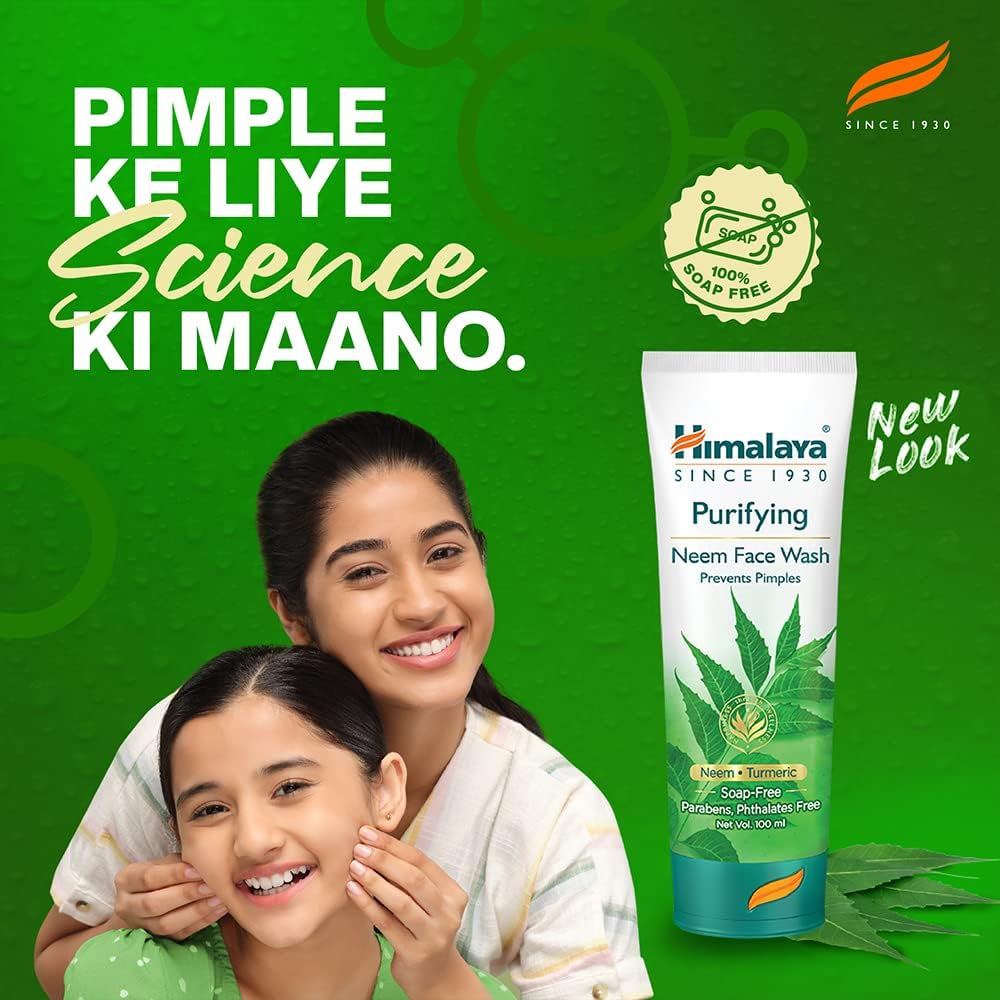 PIMPLE
KE LIYE
Science
KI MAANO.
SINCE 1930
SOAP
100%
SOAP FREE
New
Look
Himalaya®
SINCE 1930
Purifying
Neem Face Wash
Prevents Pimples
Neem • Turmeric
Soap-Free
Parabens, Phthalates Free
Net Vol. 100 ml